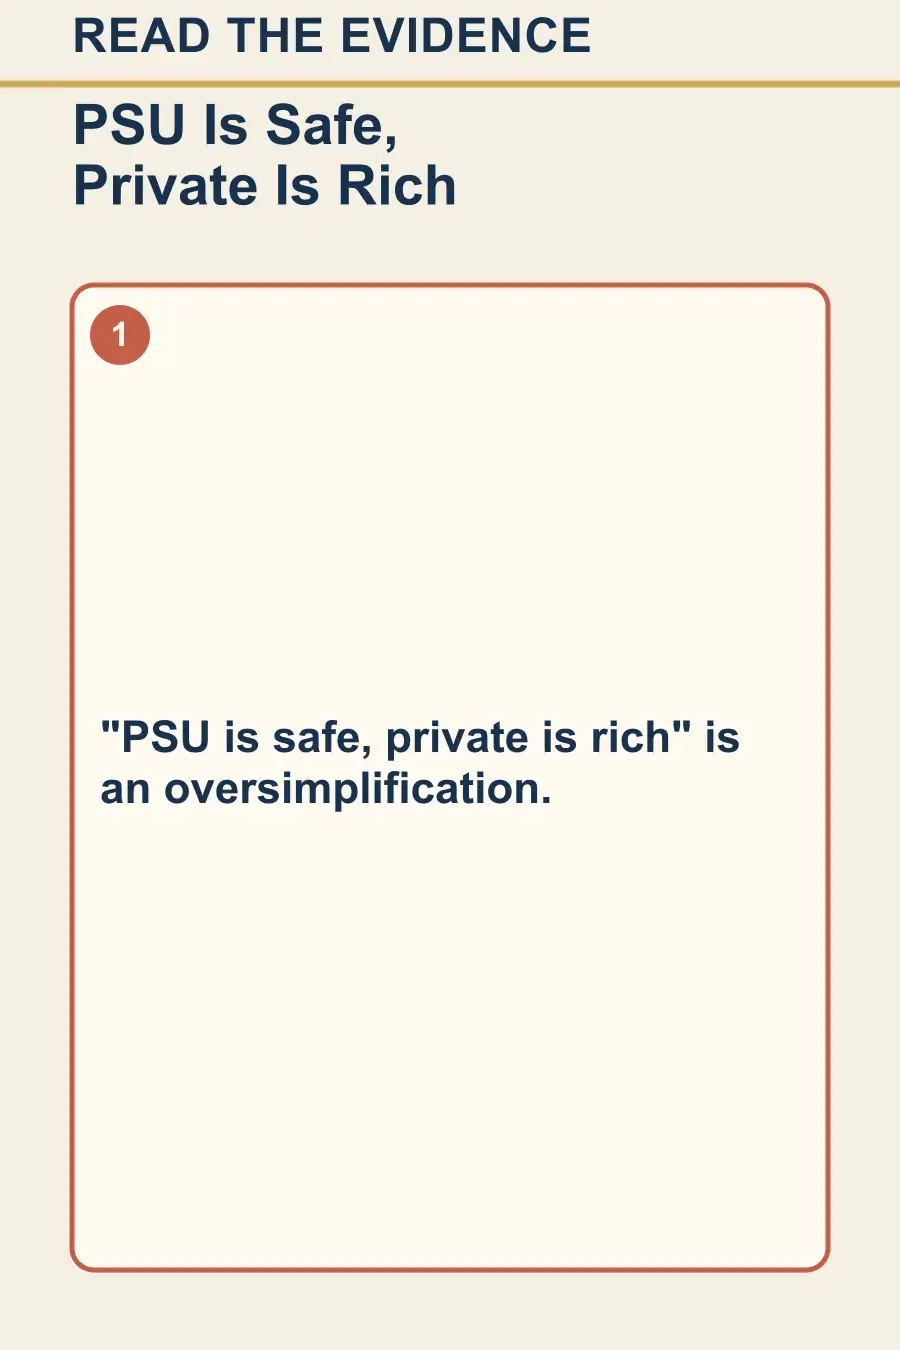 READ THE EVIDENCE
PSU Is Safe,
Private Is Rich
1
"PSU is safe, private is rich" is
an oversimplification.